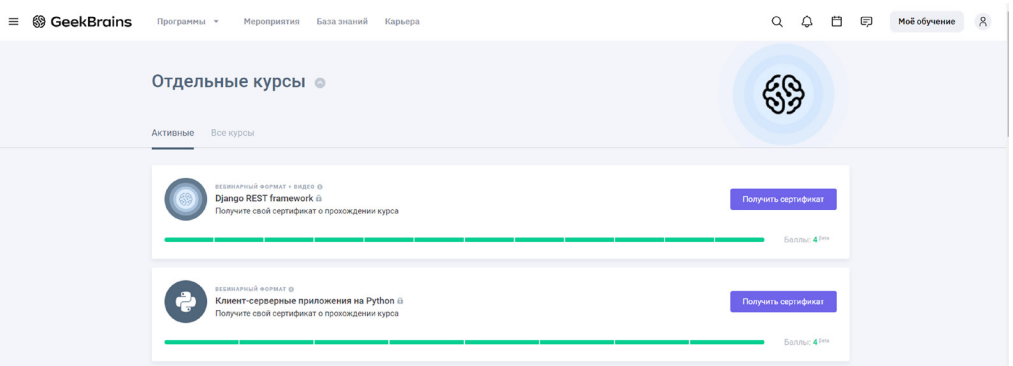 GeekBrains Программы Мероприятия База знаний Карьера Моё обучение
Отдельные курсы
Активные Все курсы
ВЕБИНАРНЫЙ ФОРМАТ + ВИДЕО
Django REST framework
Получите свой сертификат о прохождении курса
Получить сертификат
Баллы: 4 Beta
ВЕБИНАРНЫЙ ФОРМАТ
Клиент-серверные приложения на Python
Получите свой сертификат о прохождении курса
Получить сертификат
Баллы: 4 Beta